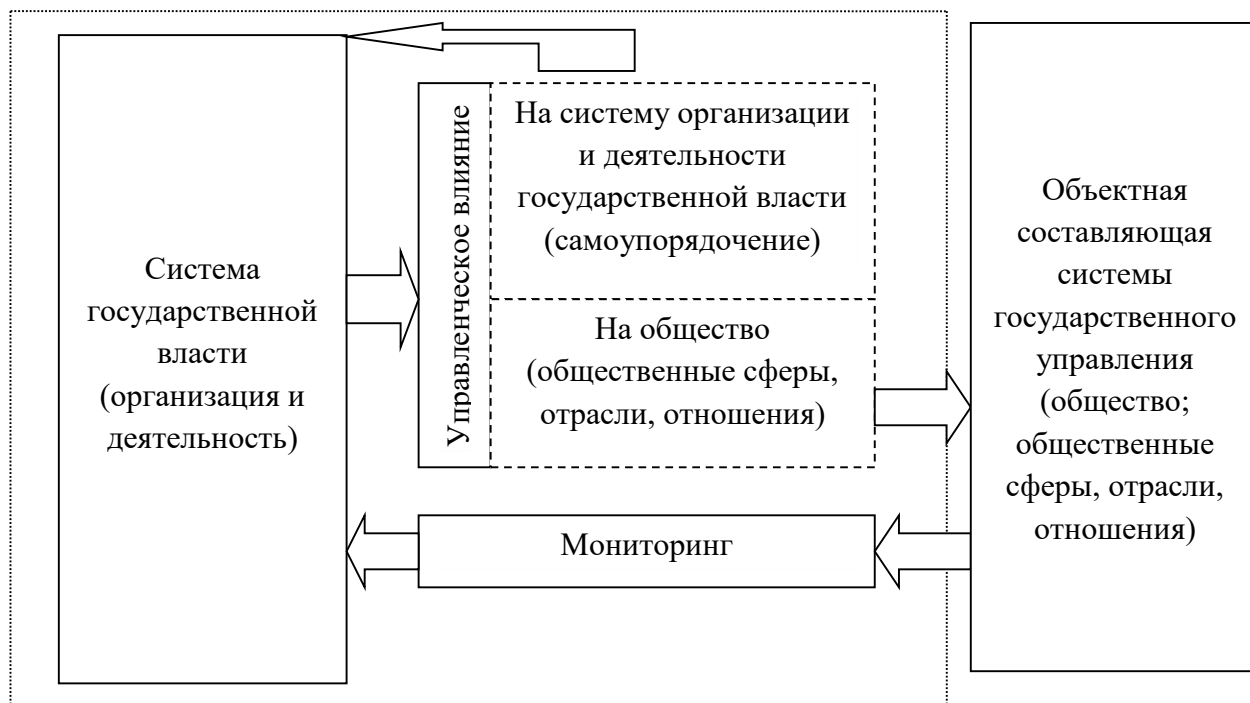 Система
государственной
власти
(организация и
деятельность)
Управленческое влияние
На систему организации
и деятельности
государственной власти
(самоупорядочение)
На общество
(общественные сферы,
отрасли, отношения)
Мониторинг
Объектная
составляющая
системы
государственного
управления
(общество;
общественные
сферы, отрасли,
отношения)